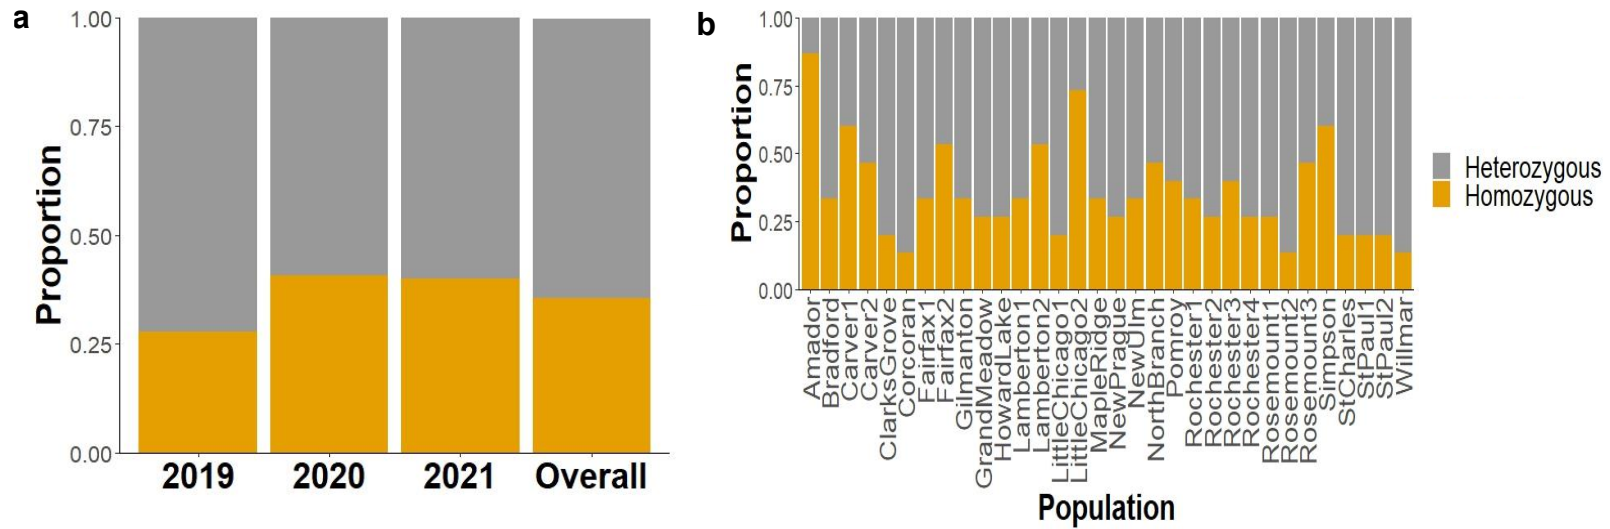 a
1.00
0.75
0.50
0.25
0.00
Proportion
2019 2020 2021 Overall
b
1.00
0.75
0.50
0.25
0.00
Proportion
Amador
Bradford
Carver1
Carver2
ClarksGrove
Corcoran
Fairfax1
Fairfax2
Gilmanton
GrandMeadow
HowardLake
Lamberton1
Lamberton2
LittleChicago1
LittleChicago2
MapleRidge
NewPrague
NewUlm
NorthBranch
Pomroy
Rochester1
Rochester2
Rochester3
Rochester4
Rosemount1
Rosemount2
Rosemount3
Simpson
StCharles
StPaul1
StPaul2
Willmar
Population
Heterozygous
Homozygous